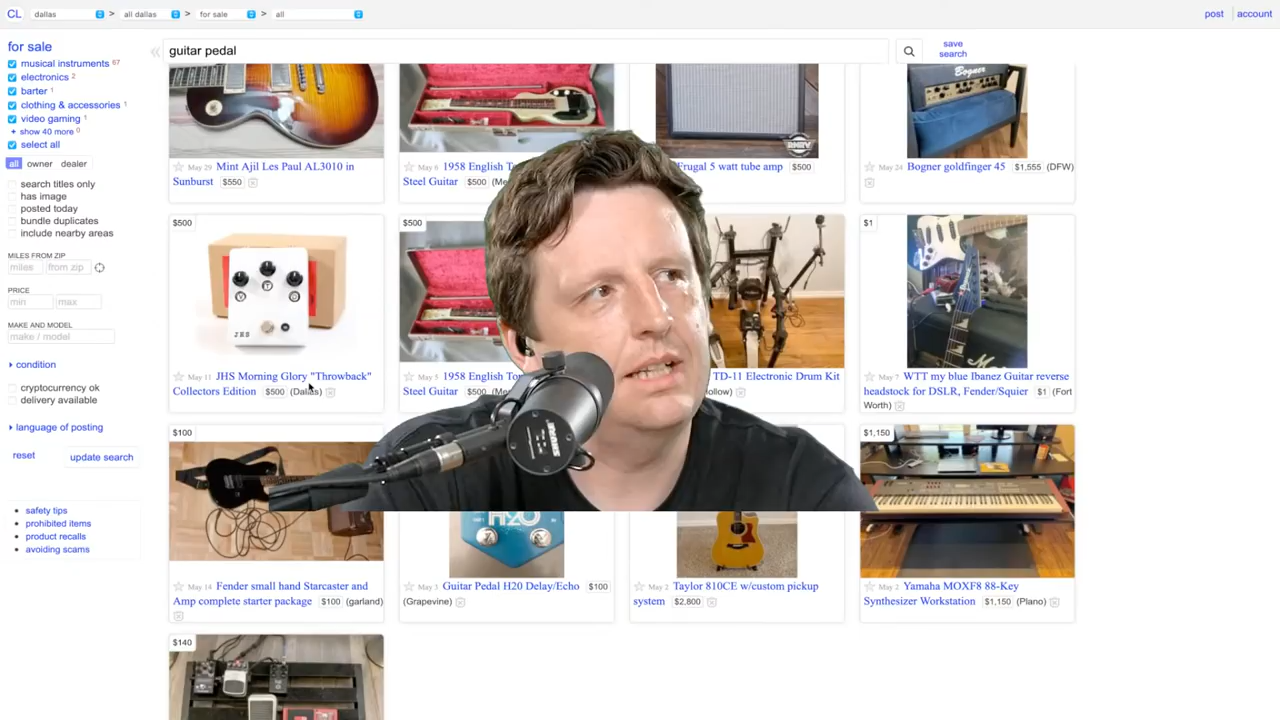 CL dallas > all dallas > for sale > all post account
for sale
guitar pedal
save
search
musical instruments 67
electronics 2
barter 1
clothing & accessories 1
video gaming 1
+ show 40 more 0
select all
all owner dealer
search titles only
has image
posted today
bundle duplicates
include nearby areas
MILES FROM ZIP
miles from zip
PRICE
min max
MAKE AND MODEL
make / model
condition
cryptocurrency ok
delivery available
language of posting
reset update search
safety tips
prohibited items
product recalls
avoiding scams
May 29 Mint Ajil Les Paul AL3010 in
Sunburst $550
May 6 1958 English
Steel Guitar $500
Frugal 5 watt tube amp $500
Bogner
May 24 Bogner goldfinger 45 $1,555 (DFW)
$500
V T D
JHS
May 11 JHS Morning Glory "Throwback"
Collectors Edition $500 (Dallas)
$500
May 5 1958 English
Steel Guitar $500
TD-11 Electronic Drum Kit
$1
May 7 WTT my blue Ibanez Guitar reverse
headstock for DSLR, Fender/Squier $1 (Fort
Worth)
$100
SHURE
May 14 Fender small hand Starcaster and
Amp complete starter package $100 (garland)
H2O
May 3 Guitar Pedal H20 Delay/Echo $100
(Grapevine)
May 2 Taylor 810CE w/custom pickup
system $2,800
$1,150
May 2 Yamaha MOXF8 88-Key
Synthesizer Workstation $1,150 (Plano)
$140